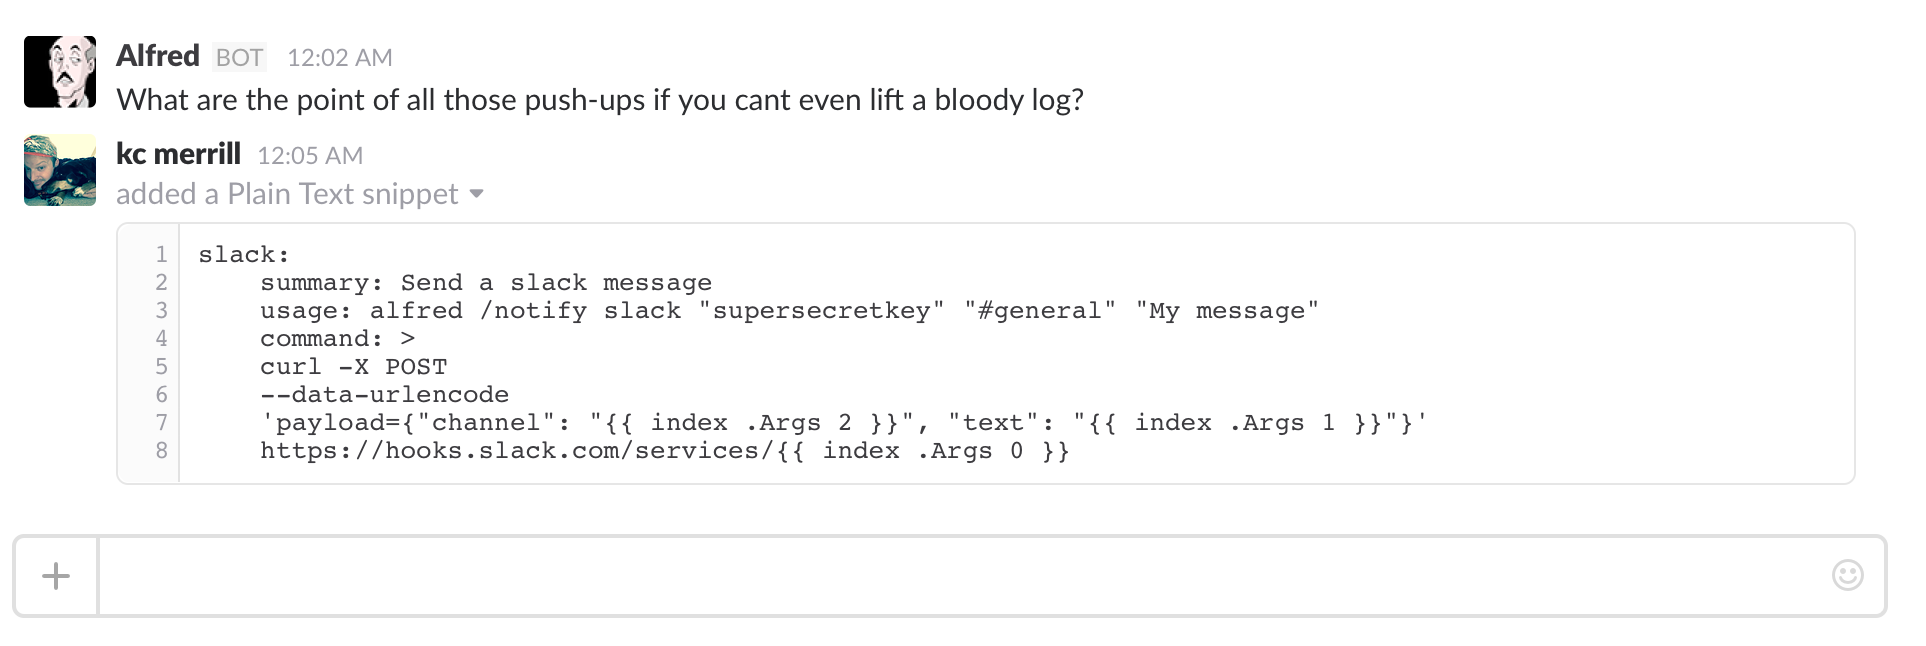 Alfred BOT 12:02 AM
What are the point of all those push-ups if you cant even lift a bloody log?
kc merrill 12:05 AM
added a Plain Text snippet
1 slack:
2 summary: Send a slack message
3 usage: alfred /notify slack "supersecretkey" "#general" "My message"
4 command: >
5 curl -X POST
6 --data-urlencode
7 'payload={"channel": "{{ index .Args 2 }}", "text": "{{ index .Args 1 }}"}'
8 https://hooks.slack.com/services/{{ index .Args 0 }}